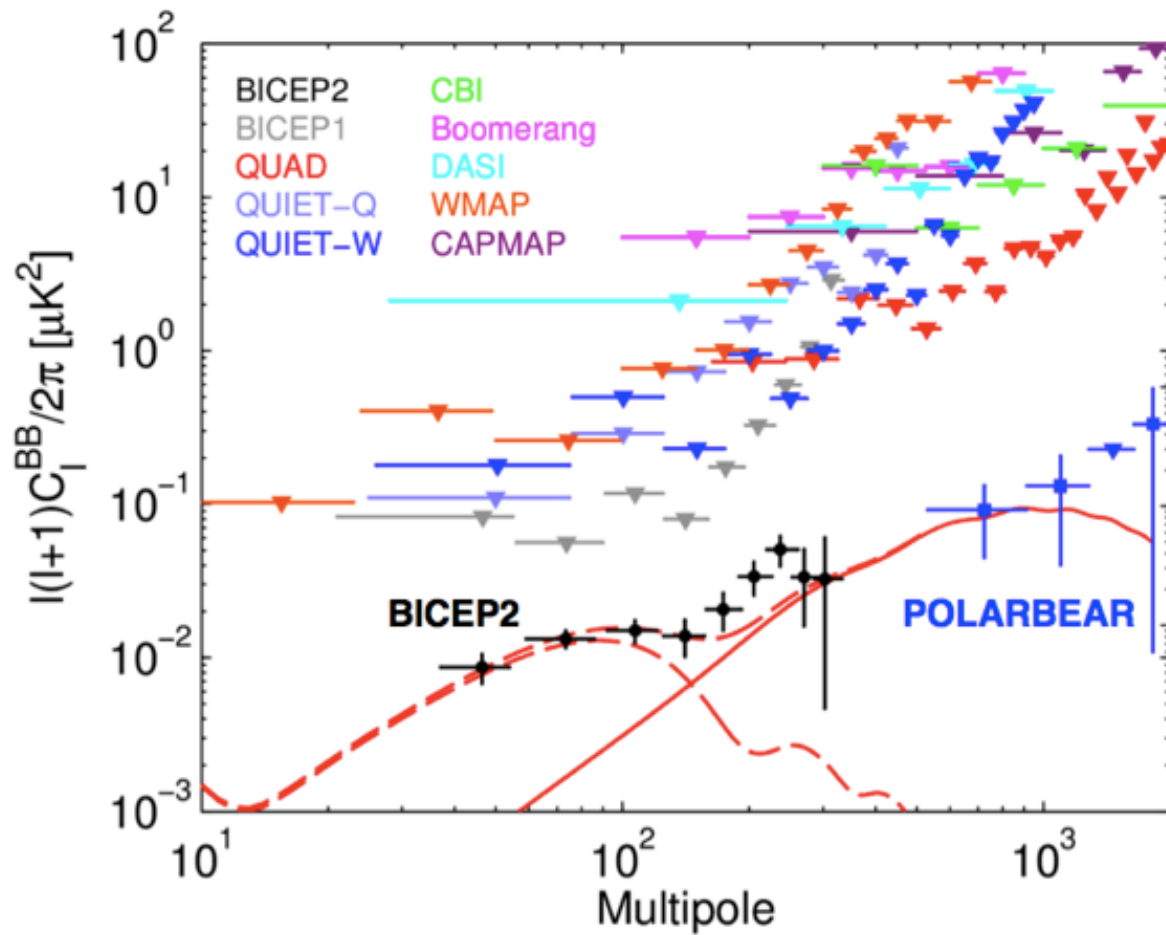 10^2
10^1
10^0
10^-1
10^-2
10^-3
l(l+1)C_l^BB/2π [μK^2]
BICEP2
BICEP1
QUAD
QUIET-Q
QUIET-W
CBI
Boomerang
DASI
WMAP
CAPMAP
BICEP2
POLARBEAR
10^1
10^2
10^3
Multipole